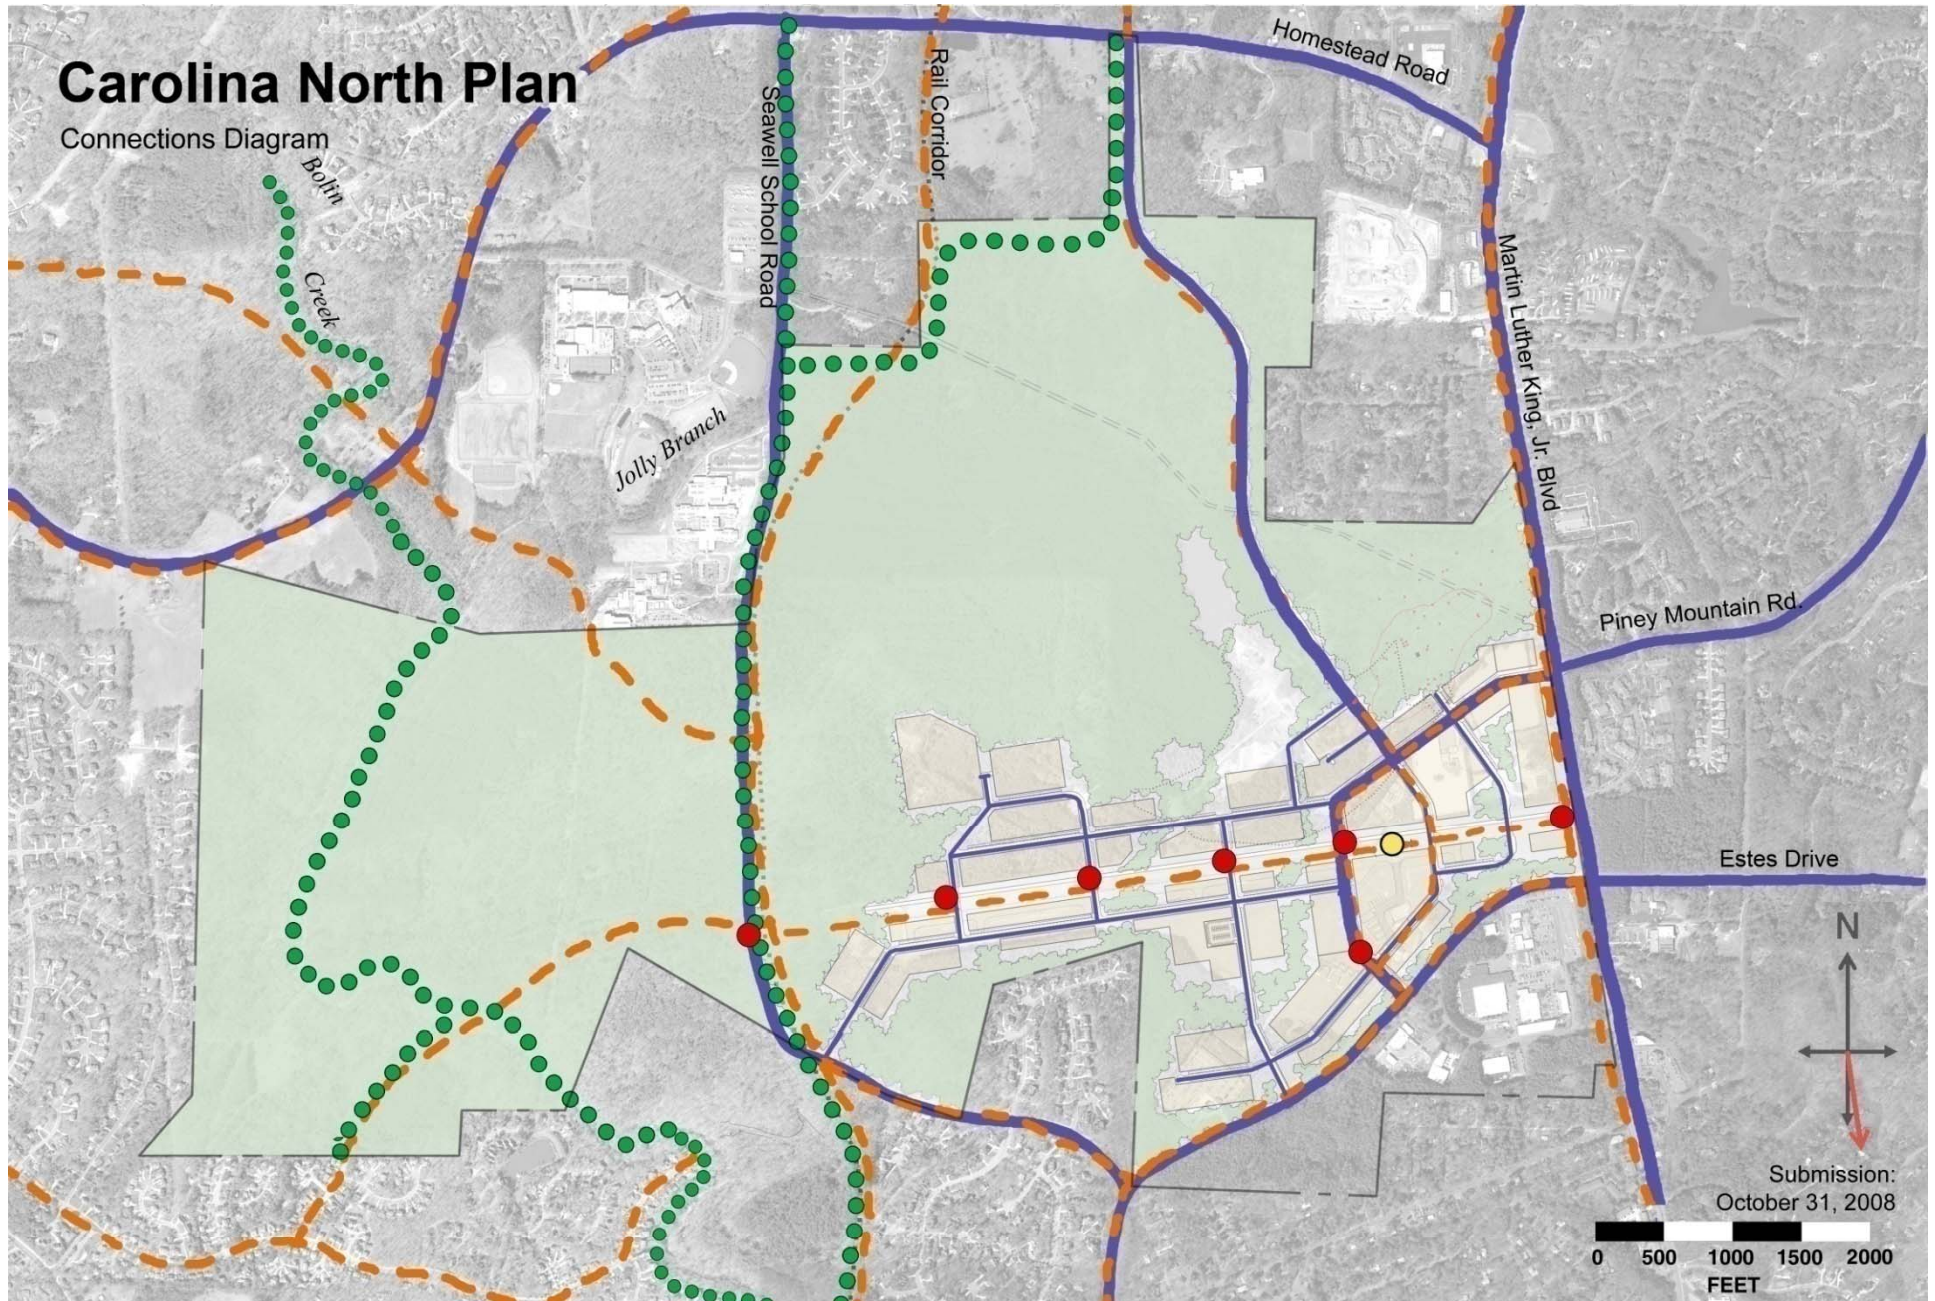 Carolina North Plan
Connections Diagram
Bolin
Creek
Seawell School Road
Rail Corridor
Homestead Road
Martin Luther King, Jr. Blvd
Jolly Branch
Piney Mountain Rd.
Estes Drive
N
Submission:
October 31, 2008
0 500 1000 1500 2000
FEET